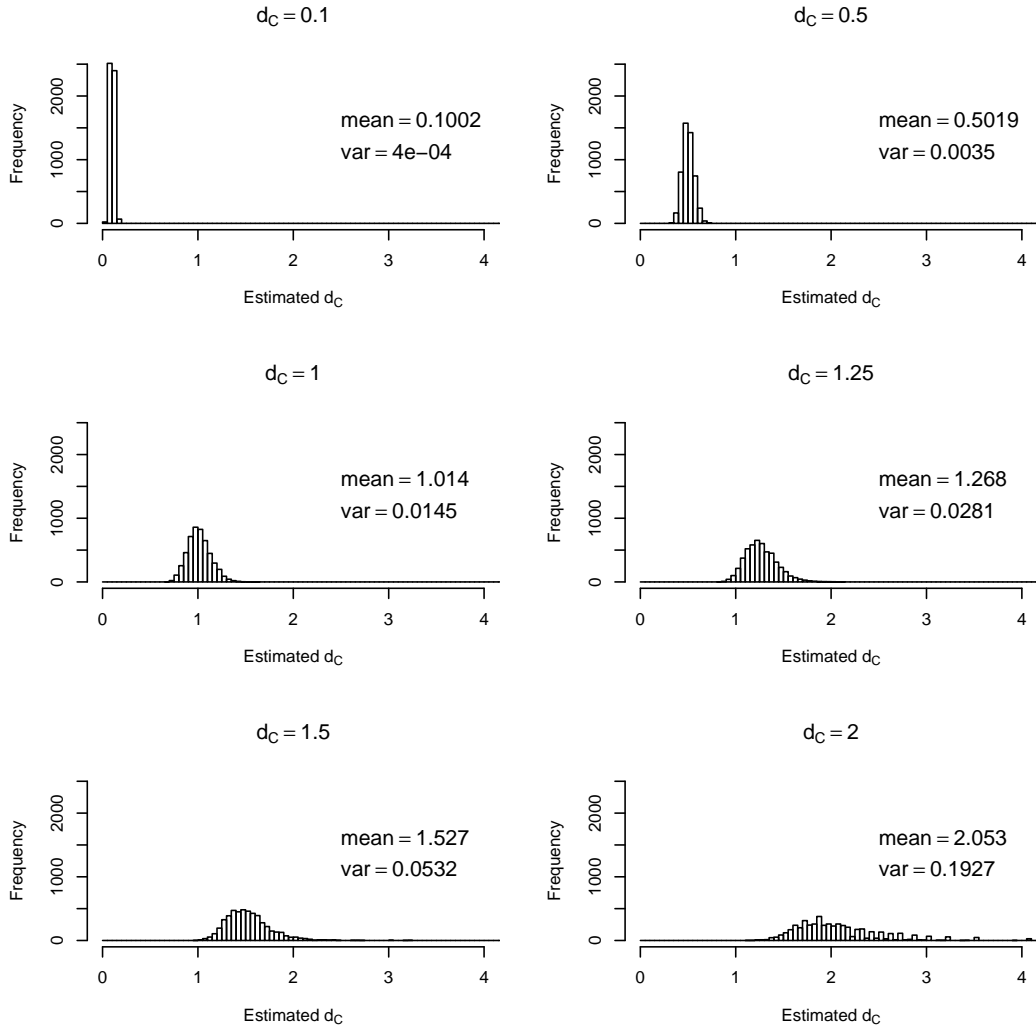 d_C = 0.1
Frequency
2000
1000
0
mean = 0.1002
var = 4e−04
0 1 2 3 4
Estimated d_C
d_C = 0.5
Frequency
2000
1000
0
mean = 0.5019
var = 0.0035
0 1 2 3 4
Estimated d_C
d_C = 1
Frequency
2000
1000
0
mean = 1.014
var = 0.0145
0 1 2 3 4
Estimated d_C
d_C = 1.25
Frequency
2000
1000
0
mean = 1.268
var = 0.0281
0 1 2 3 4
Estimated d_C
d_C = 1.5
Frequency
2000
1000
0
mean = 1.527
var = 0.0532
0 1 2 3 4
Estimated d_C
d_C = 2
Frequency
2000
1000
0
mean = 2.053
var = 0.1927
0 1 2 3 4
Estimated d_C